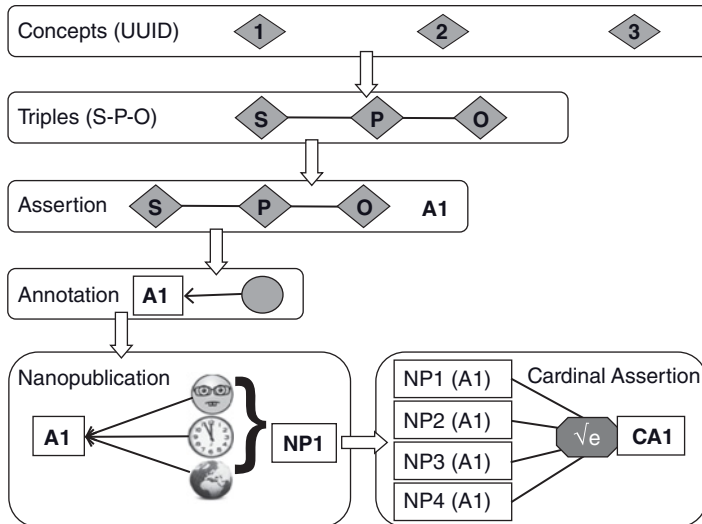 Concepts (UUID) 1 2 3
Triples (S-P-O) S P O
Assertion S P O A1
Annotation A1
Nanopublication
A1
NP1
Cardinal Assertion
NP1 (A1)
NP2 (A1)
NP3 (A1)
NP4 (A1)
√e
CA1